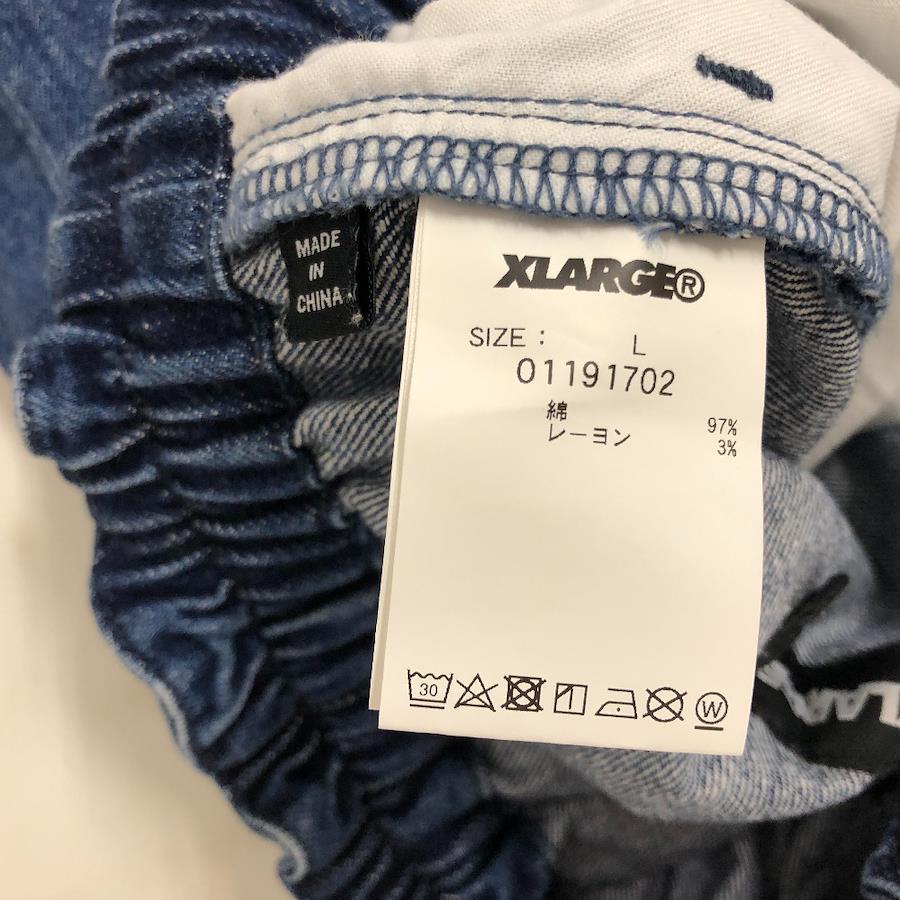 MADE
IN
CHINA
XLARGE®
SIZE : L
01191702
綿 97%
レーヨン 3%
30
W